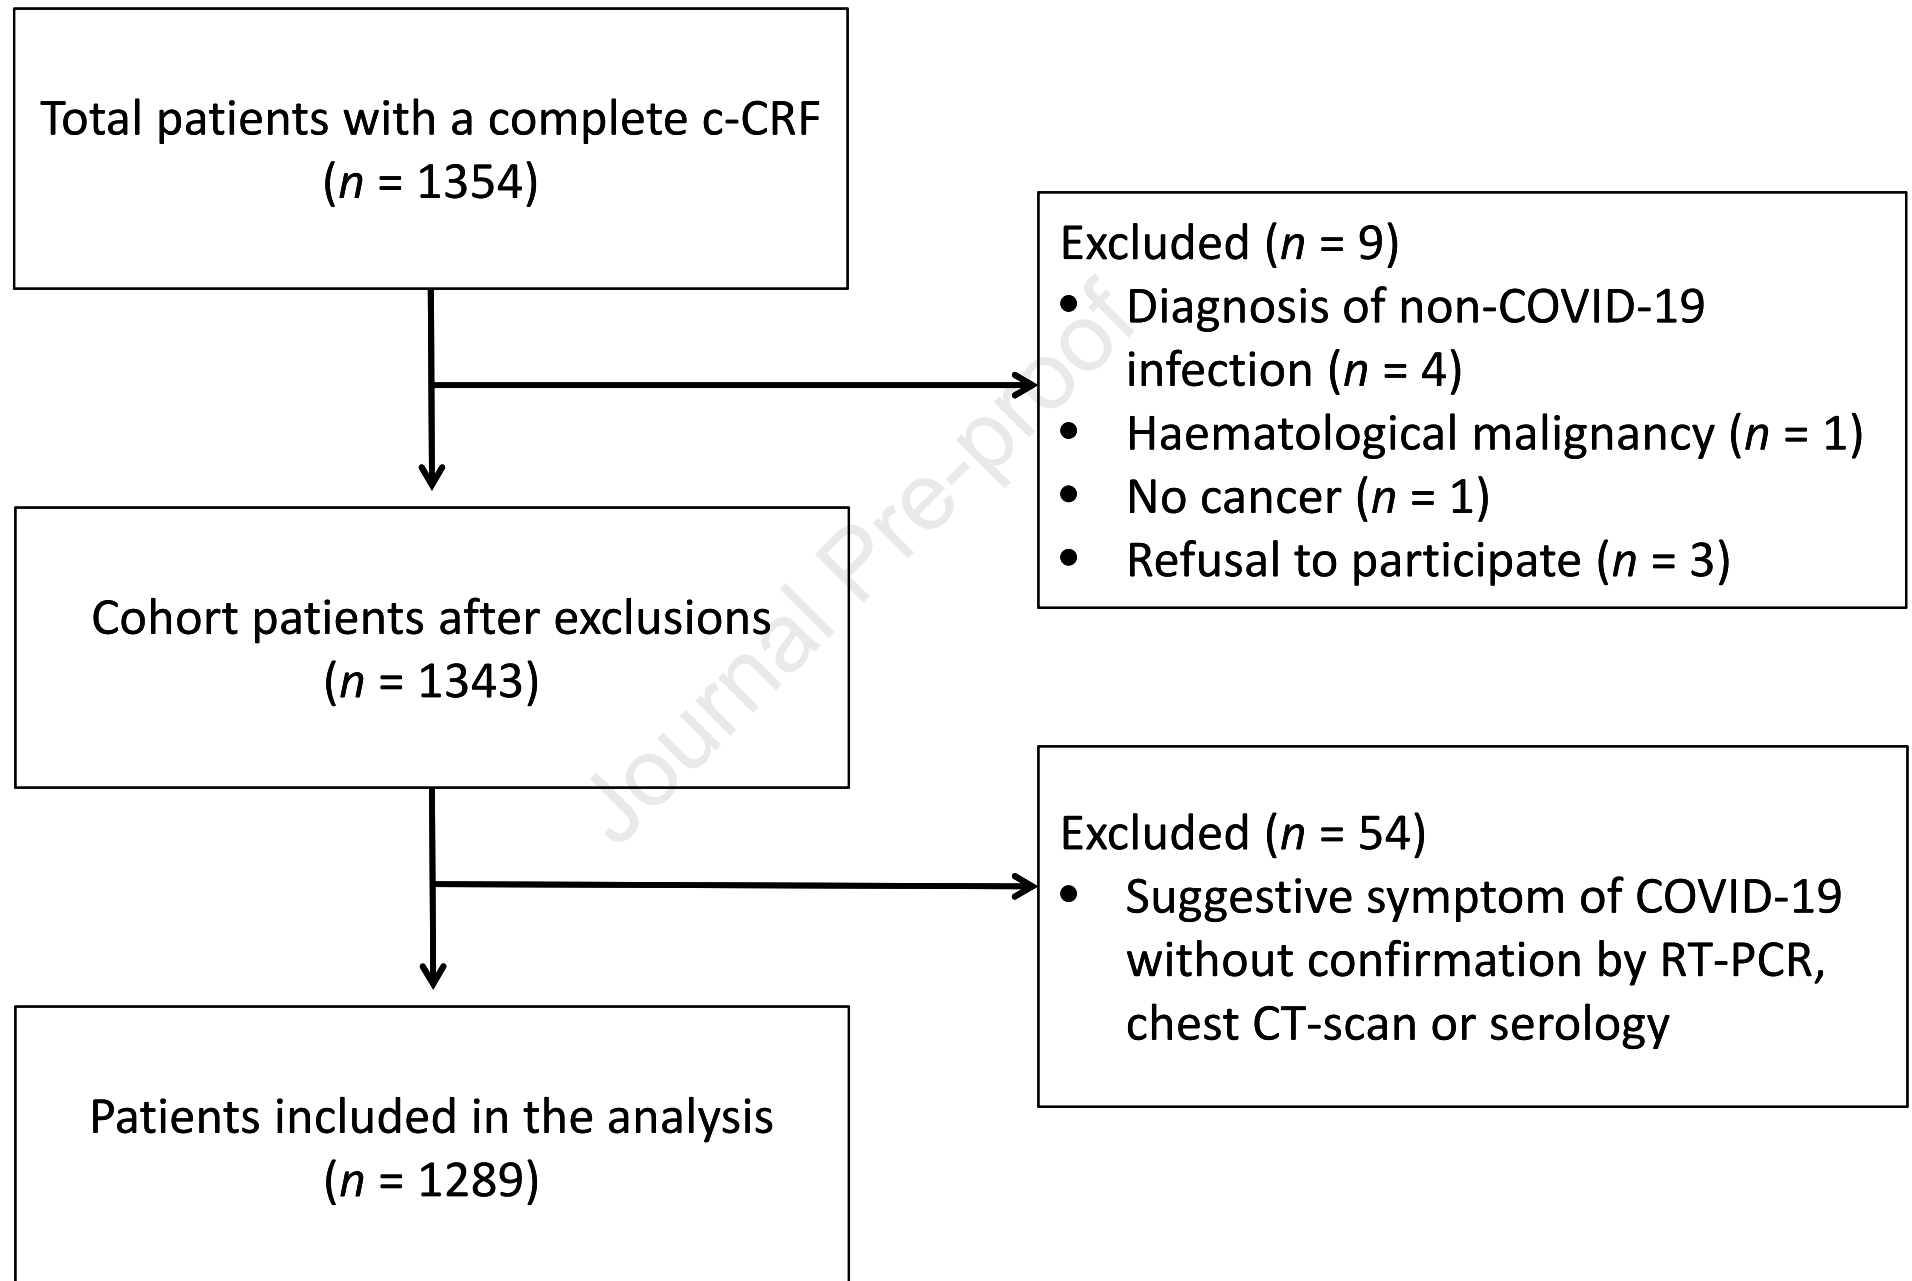 Total patients with a complete c-CRF
(n = 1354)
Excluded (n = 9)
• Diagnosis of non-COVID-19
infection (n = 4)
• Haematological malignancy (n = 1)
• No cancer (n = 1)
• Refusal to participate (n = 3)
Cohort patients after exclusions
(n = 1343)
Excluded (n = 54)
• Suggestive symptom of COVID-19
without confirmation by RT-PCR,
chest CT-scan or serology
Patients included in the analysis
(n = 1289)
Journal Pre-proof